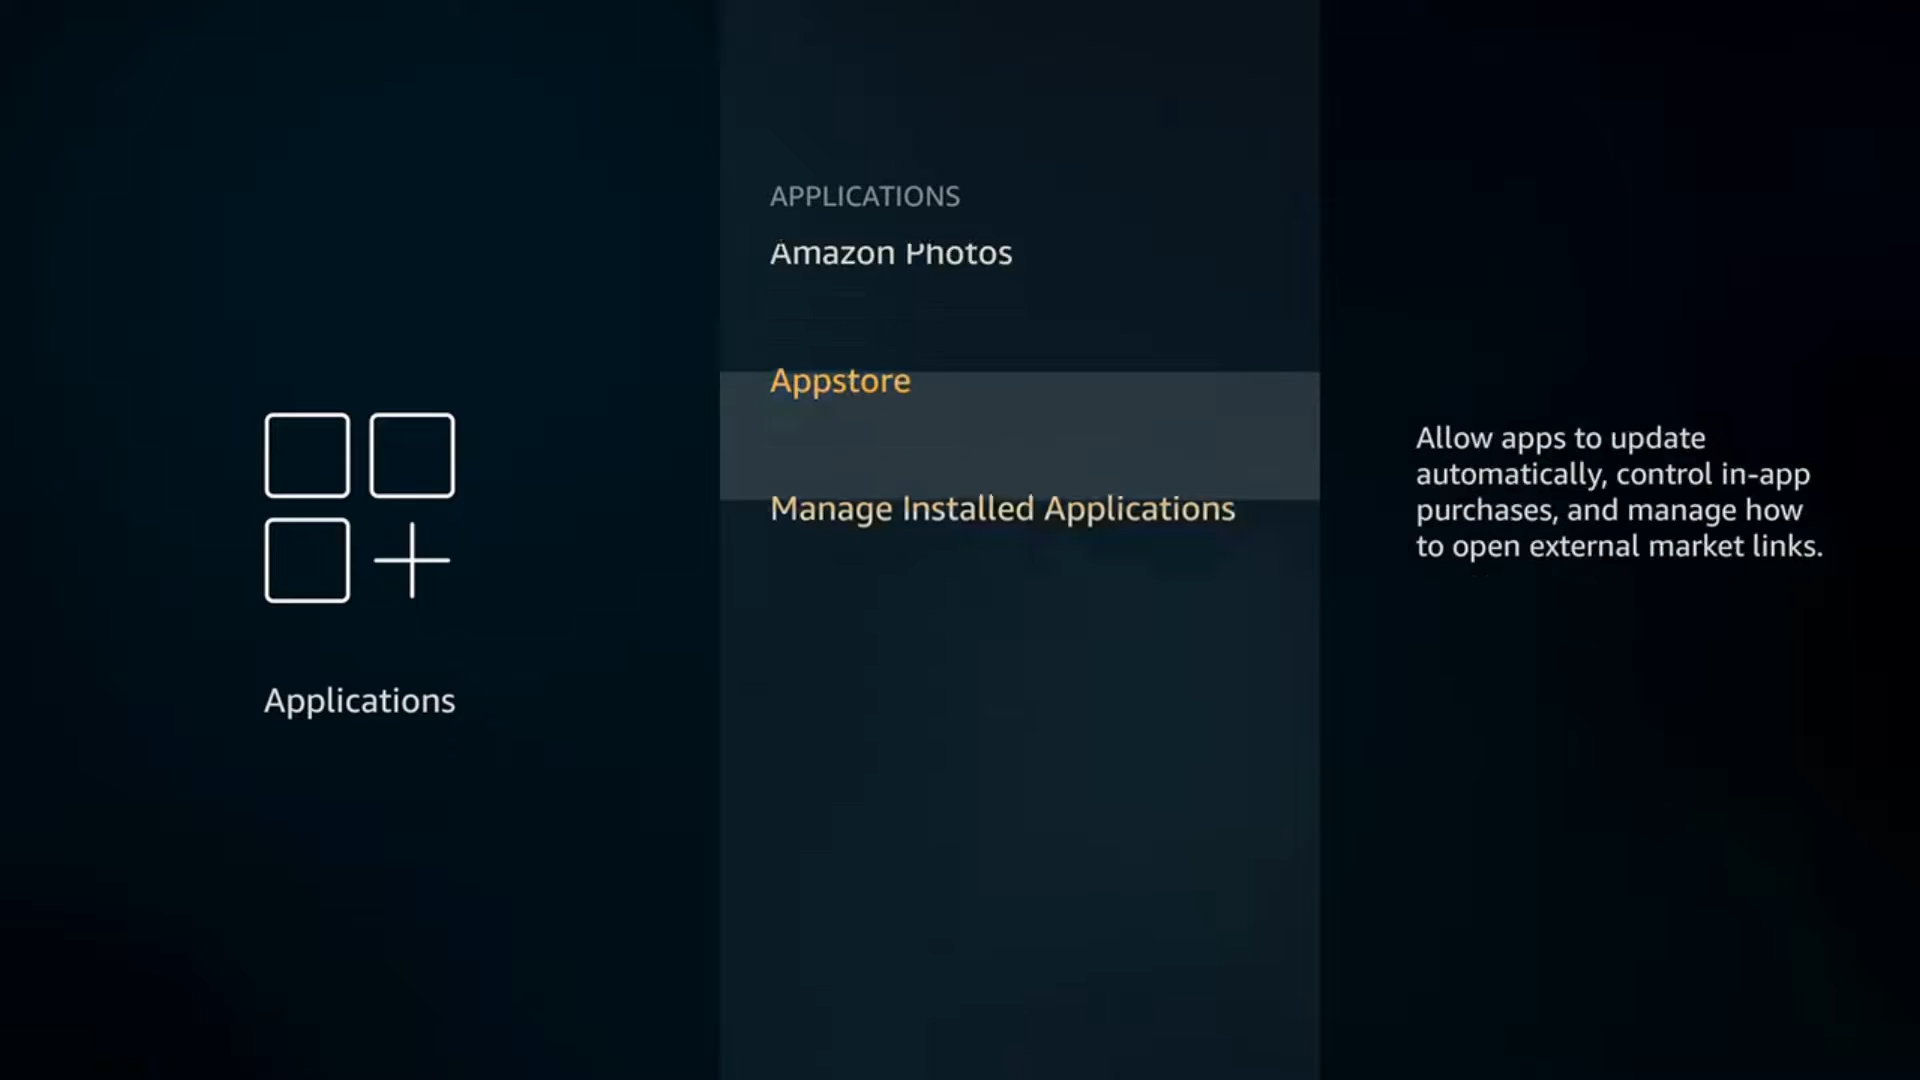 APPLICATIONS
Amazon Photos
Appstore
Manage Installed Applications
Applications
Allow apps to update
automatically, control in-app
purchases, and manage how
to open external market links.